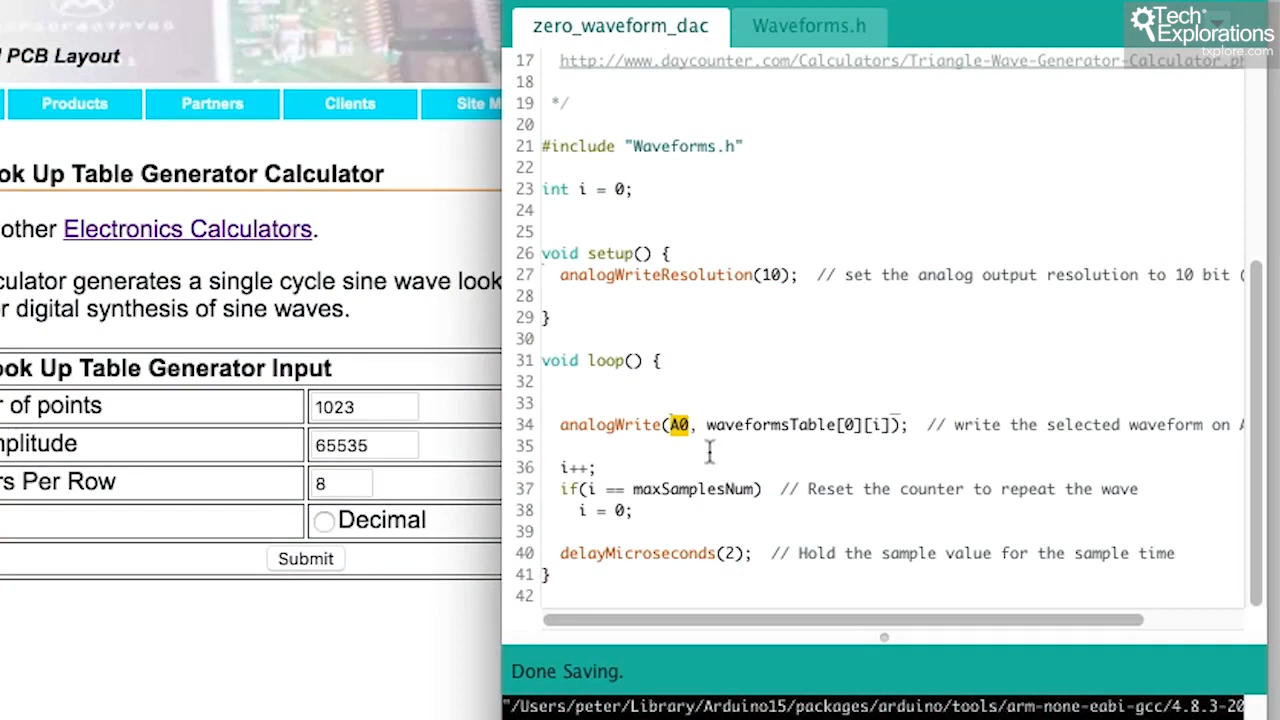 PCB Layout
Products
Partners
Clients
Site M
ok Up Table Generator Calculator
other Electronics Calculators.
culator generates a single cycle sine wave look
r digital synthesis of sine waves.
ook Up Table Generator Input
r of points
1023
mplitude
65535
rs Per Row
8
Decimal
Submit
zero_waveform_dac
Waveforms.h
Tech
Explorations
txplore.com
17 http://www.daycounter.com/Calculators/Triangle-Wave-Generator-Calculator.ph
18
19 */
20
21 #include "Waveforms.h"
22
23 int i = 0;
24
25
26 void setup() {
27 analogWriteResolution(10); // set the analog output resolution to 10 bit (
28
29 }
30
31 void loop() {
32
33
34 analogWrite(A0, waveformsTable[0][i]); // write the selected waveform on A
35
36 i++;
37 if(i == maxSamplesNum) // Reset the counter to repeat the wave
38 i = 0;
39
40 delayMicroseconds(2); // Hold the sample value for the sample time
41 }
42
Done Saving.
"/Users/peter/Library/Arduino15/packages/arduino/tools/arm-none-eabi-gcc/4.8.3-20